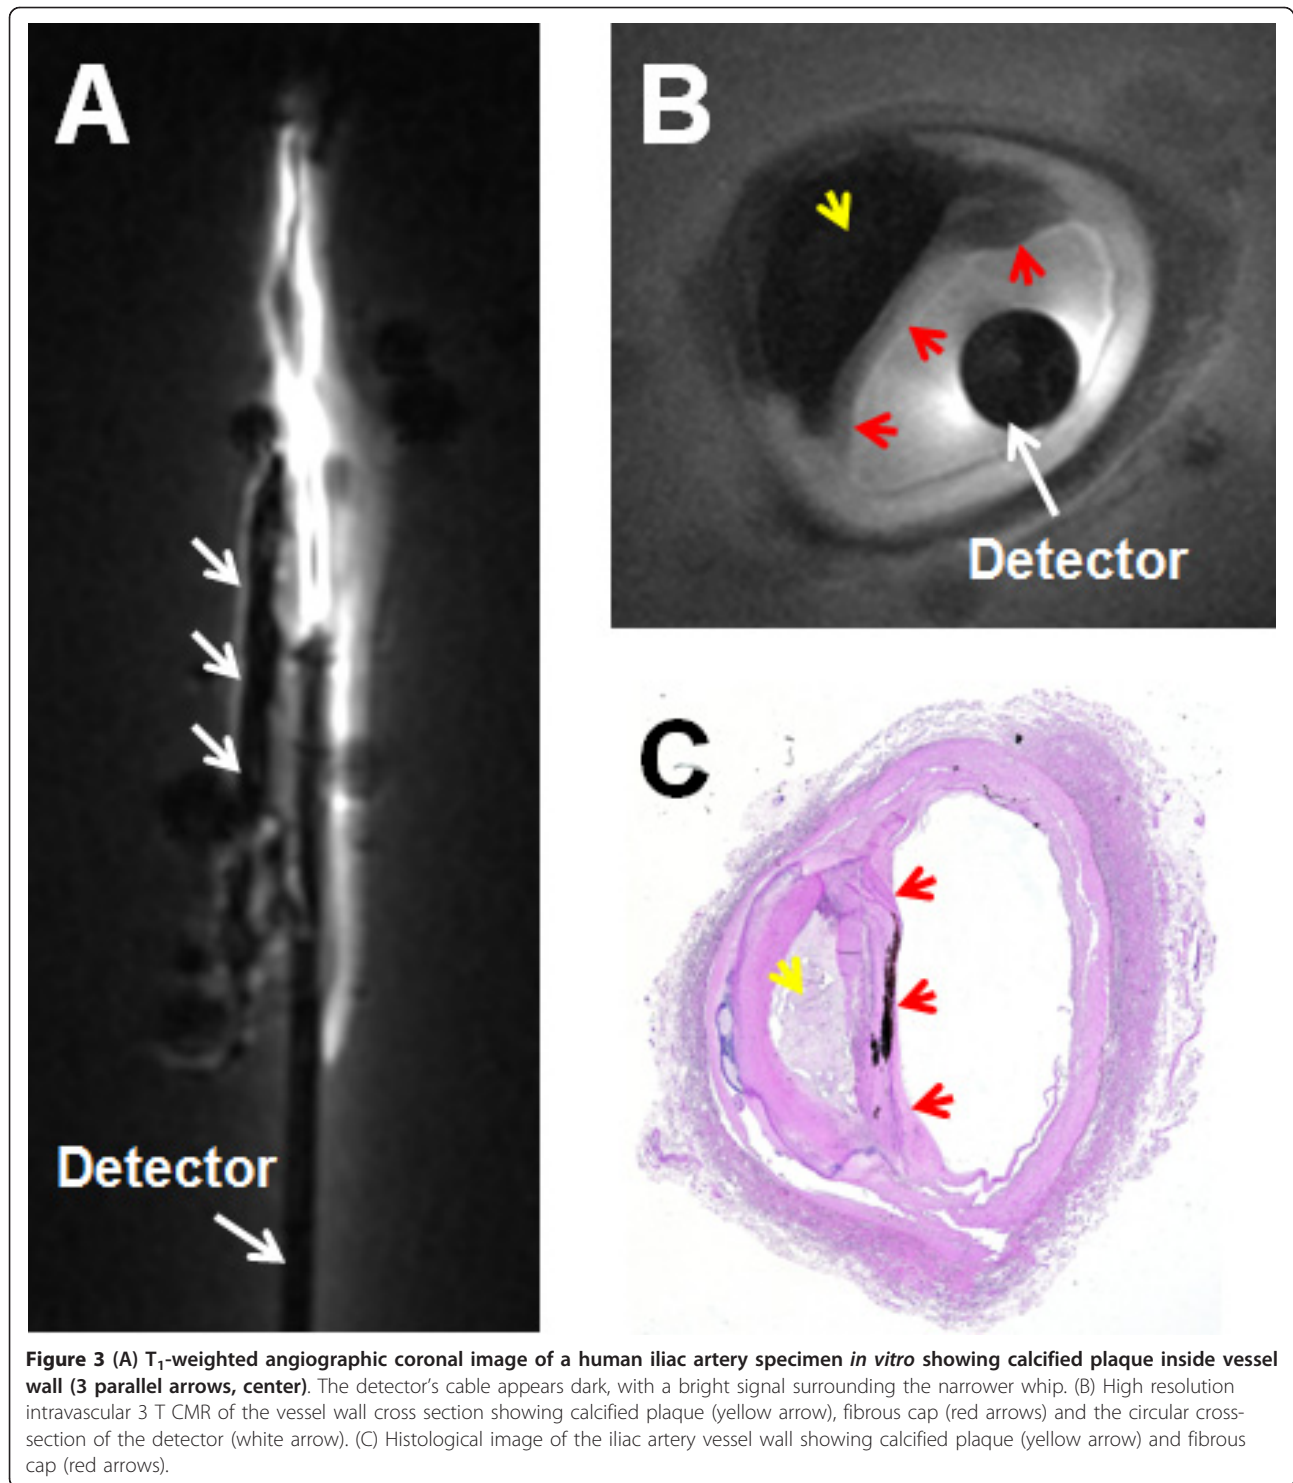 A
B
Detector
C
Detector
Figure 3 (A) T1-weighted angiographic coronal image of a human iliac artery specimen in vitro showing calcified plaque inside vessel
wall (3 parallel arrows, center). The detector's cable appears dark, with a bright signal surrounding the narrower whip. (B) High resolution
intravascular 3 T CMR of the vessel wall cross section showing calcified plaque (yellow arrow), fibrous cap (red arrows) and the circular cross-
section of the detector (white arrow). (C) Histological image of the iliac artery vessel wall showing calcified plaque (yellow arrow) and fibrous
cap (red arrows).